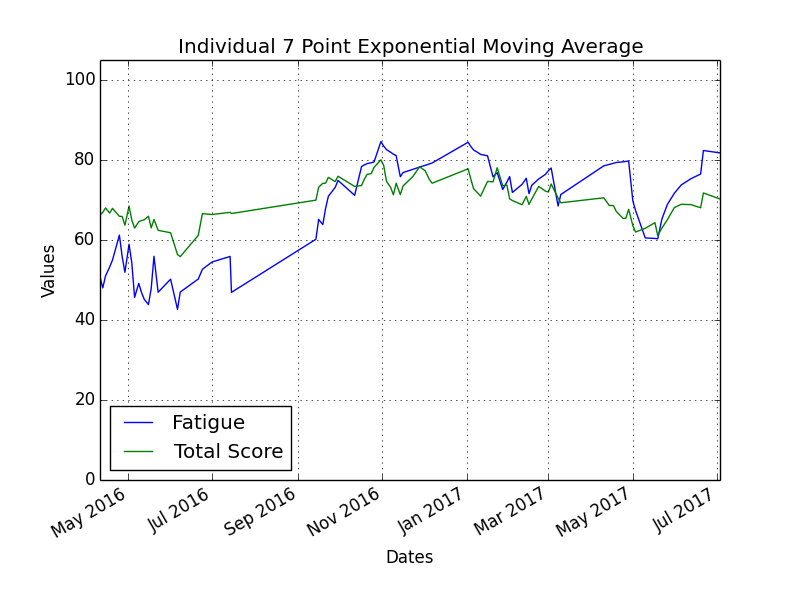 Individual 7 Point Exponential Moving Average
100
80
60
40
20
0
Values
Fatigue
Total Score
May 2016
Jul 2016
Sep 2016
Nov 2016
Jan 2017
Mar 2017
May 2017
Jul 2017
Dates